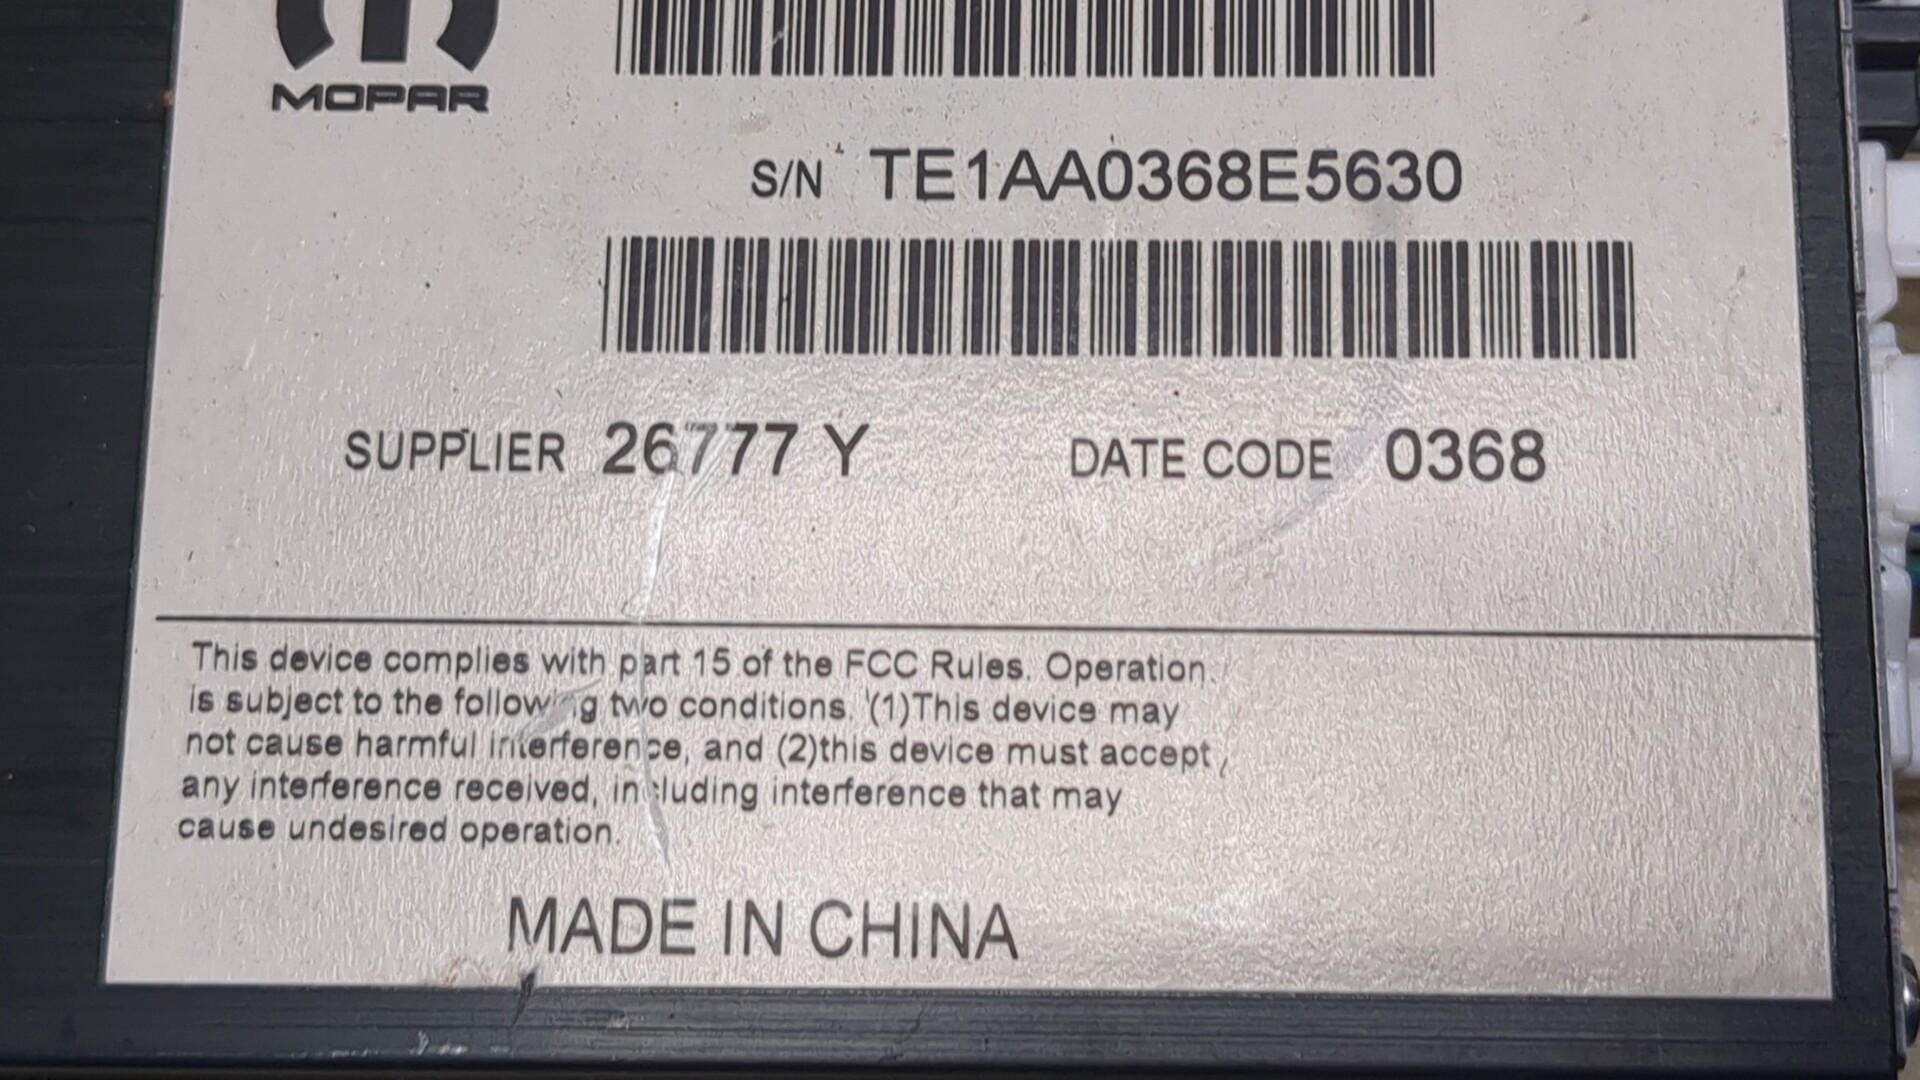 MOPAR
S/N TE1AA0368E5630
SUPPLIER 26777 Y DATE CODE 0368
This device complies with part 15 of the FCC Rules. Operation.
is subject to the following two conditions. (1)This device may
not cause harmful interference, and (2)this device must accept
any interference received, including interference that may
cause undesired operation.
MADE IN CHINA